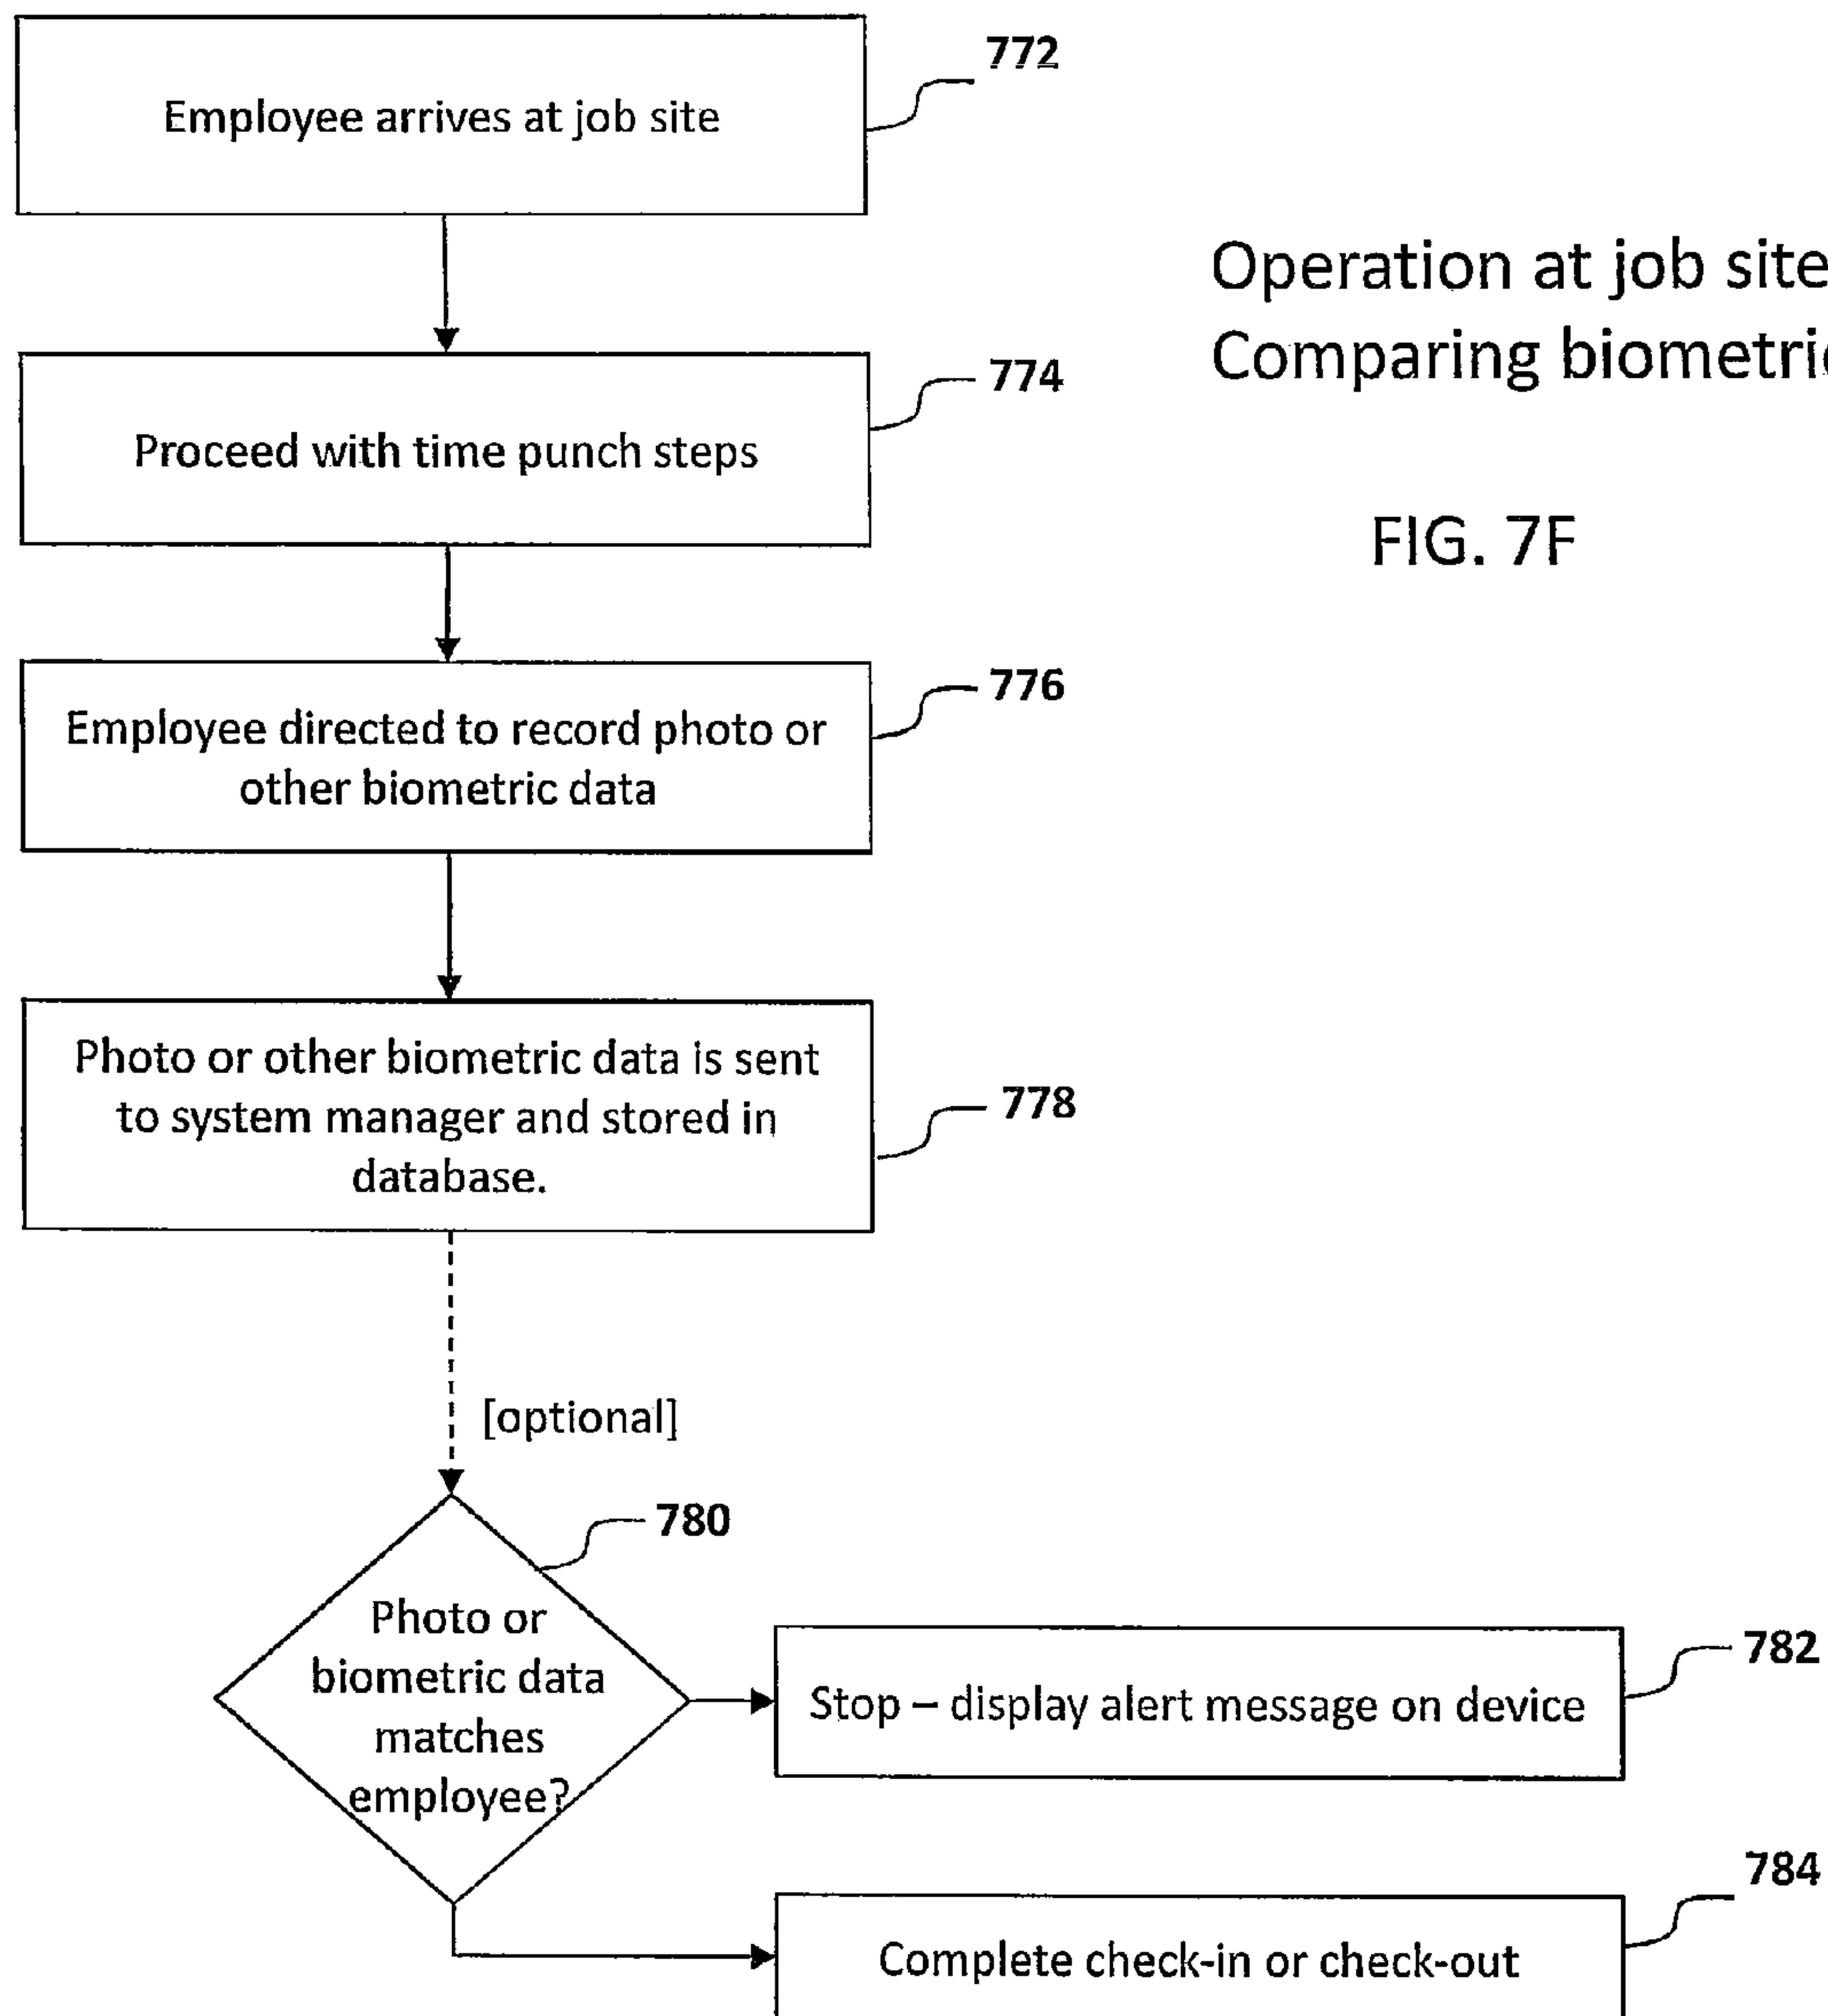 772
Employee arrives at job site
Operation at job site
Comparing biometric
774
Proceed with time punch steps
FIG. 7F
776
Employee directed to record photo or
other biometric data
Photo or other biometric data is sent
to system manager and stored in
database.
778
[optional]
780
Photo or
biometric data
matches
employee?
782
Stop – display alert message on device
784
Complete check-in or check-out